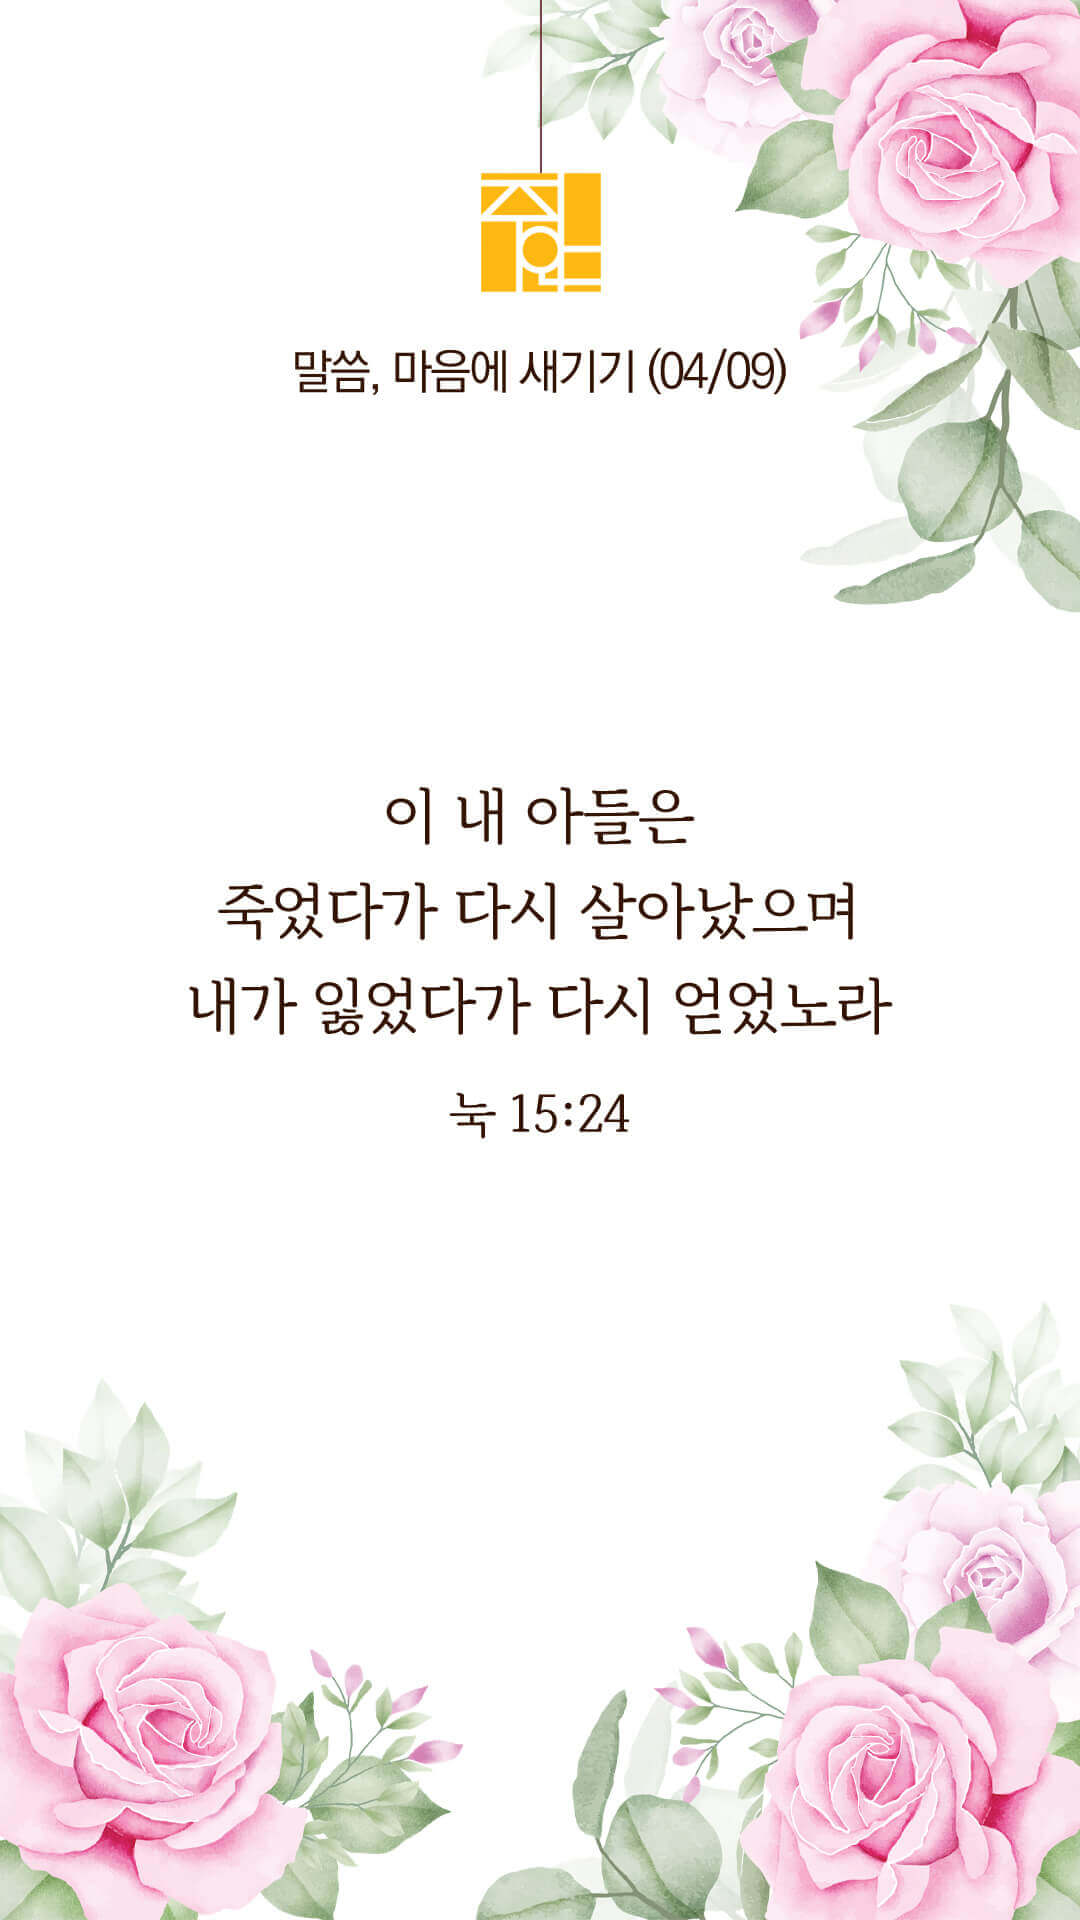 주인
말씀, 마음에 새기기 (04/09)
이 내 아들은
죽었다가 다시 살아났으며
내가 잃었다가 다시 얻었노라
눅 15:24